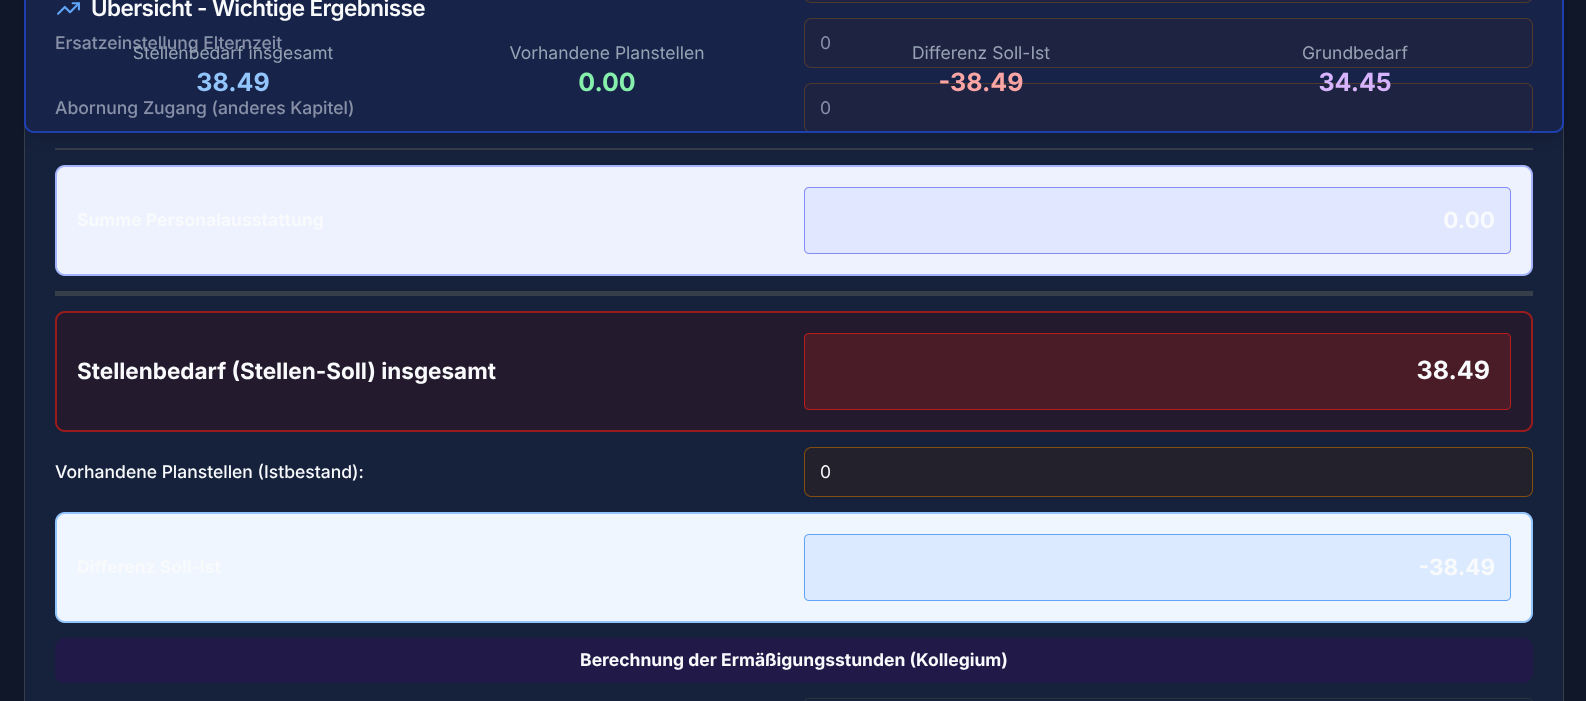 Übersicht - Wichtige Ergebnisse
Ersatzeinstellung Elternzeit
0
Stellenbedarf insgesamt
38.49
Vorhandene Planstellen
0.00
Differenz Soll-Ist
-38.49
Grundbedarf
34.45
Abornung Zugang (anderes Kapitel)
0
Summe Personalausstattung
0.00
Stellenbedarf (Stellen-Soll) insgesamt
38.49
Vorhandene Planstellen (Istbestand):
0
Differenz Soll-Ist
-38.49
Berechnung der Ermäßigungsstunden (Kollegium)